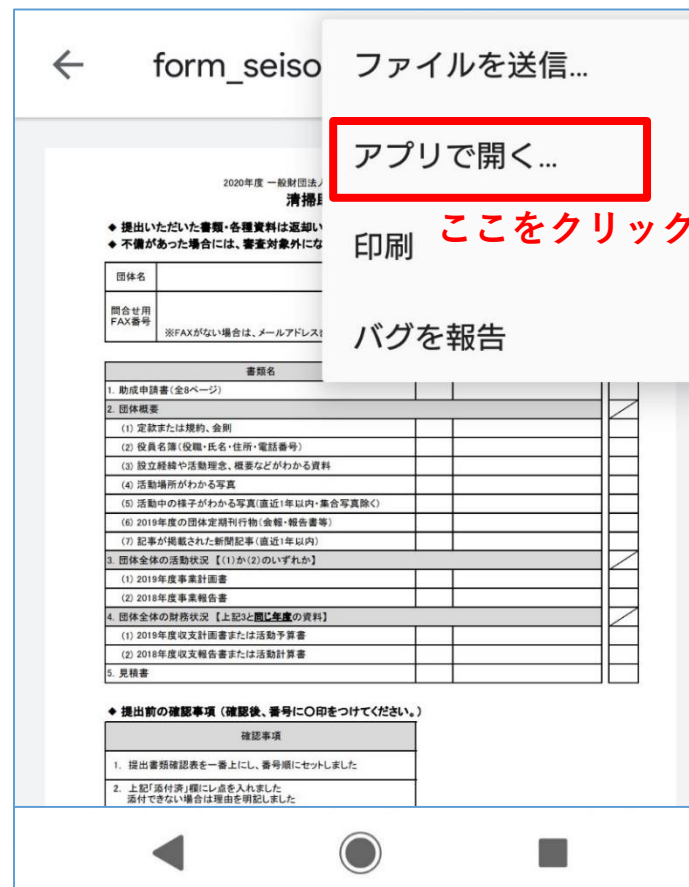 form_seiso
ファイルを送信...
アプリで開く...
ここをクリック
印刷
バグを報告
2020年度 一般財団法
清掃
◆ 提出いただいた書類・各種資料は返却い
◆ 不備があった場合には、審査対象外にな
団体名
問合せ用
FAX番号
※FAXがない場合は、メールアドレス
書類名
1. 助成申請書(全8ページ)
2. 団体概要
(1) 定款または規約、会則
(2) 役員名簿(役職・氏名・住所・電話番号)
(3) 設立経緯や活動理念、概要などがわかる資料
(4) 活動場所がわかる写真
(5) 活動中の様子がわかる写真(直近1年以内・集合写真除く)
(6) 2019年度の団体定期刊行物(会報・報告書等)
(7) 記事が掲載された新聞記事(直近1年以内)
3. 団体全体の活動状況 【(1)か(2)のいずれか】
(1) 2019年度事業計画書
(2) 2018年度事業報告書
4. 団体全体の財務状況 【上記3と同じ年度の資料】
(1) 2019年度収支計画書または活動予算書
(2) 2018年度収支報告書または活動計算書
5. 見積書
◆ 提出前の確認事項 (確認後、番号に〇印をつけてください。)
確認事項
1. 提出書類確認表を一番上にし、番号順にセットしました
2. 上記「添付済」欄にレ点を入れました
添付できない場合は理由を明記しました